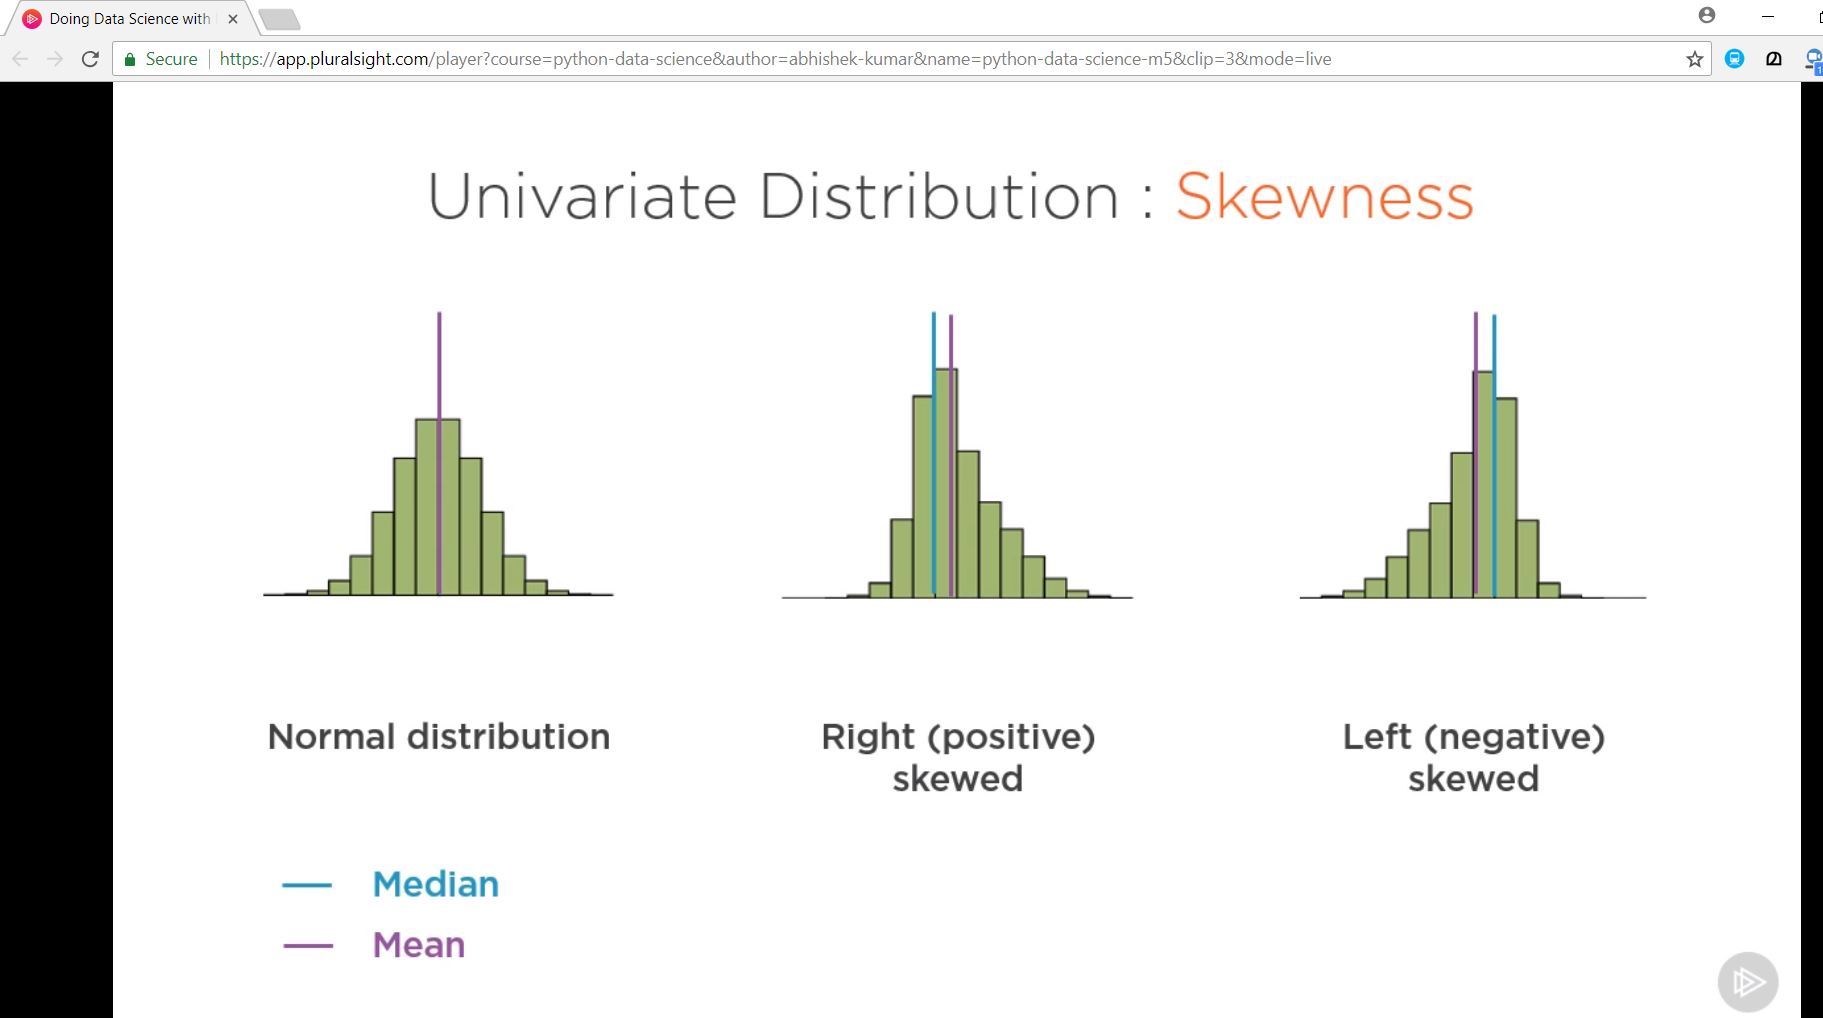 Doing Data Science with
Secure
https://app.pluralsight.com/player?course=python-data-science&author=abhishek-kumar&name=python-data-science-m5&clip=3&mode=live
1
Univariate Distribution : Skewness
Normal distribution
Right (positive)
skewed
Left (negative)
skewed
Median
Mean